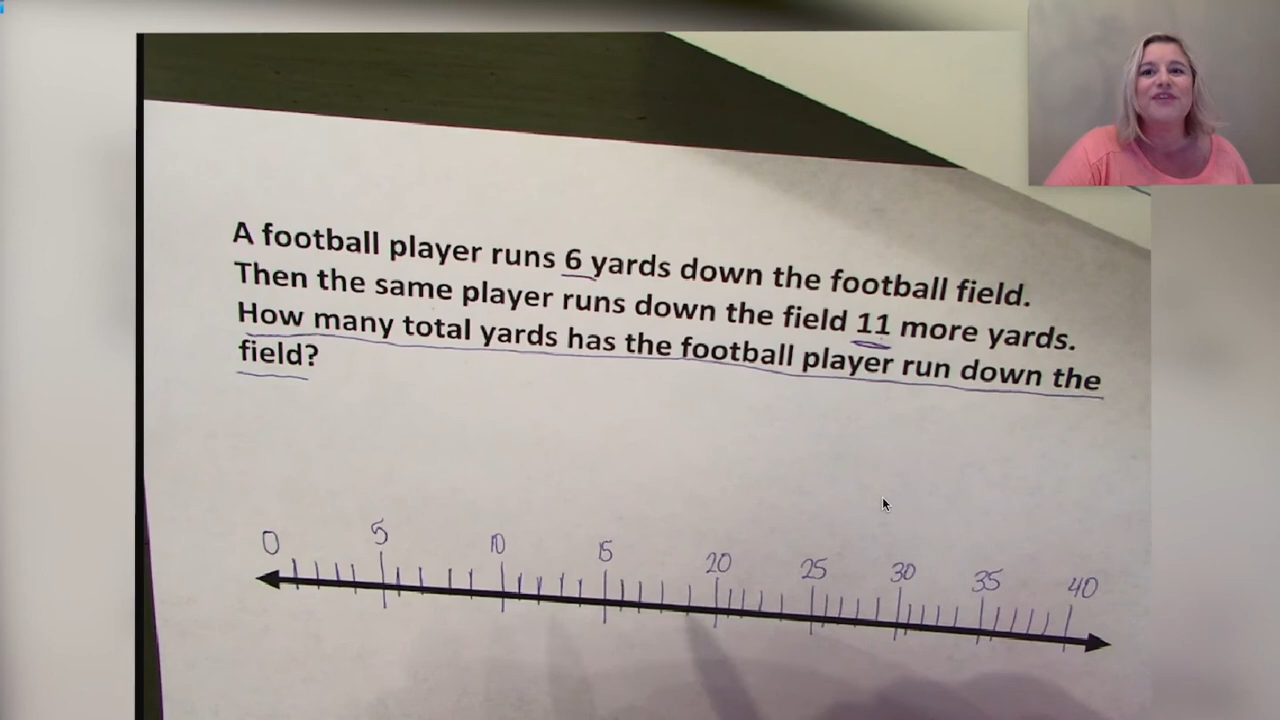 A football player runs 6 yards down the football field.
Then the same player runs down the field 11 more yards.
How many total yards has the football player run down the
field?
0 5 10 15 20 25 30 35 40